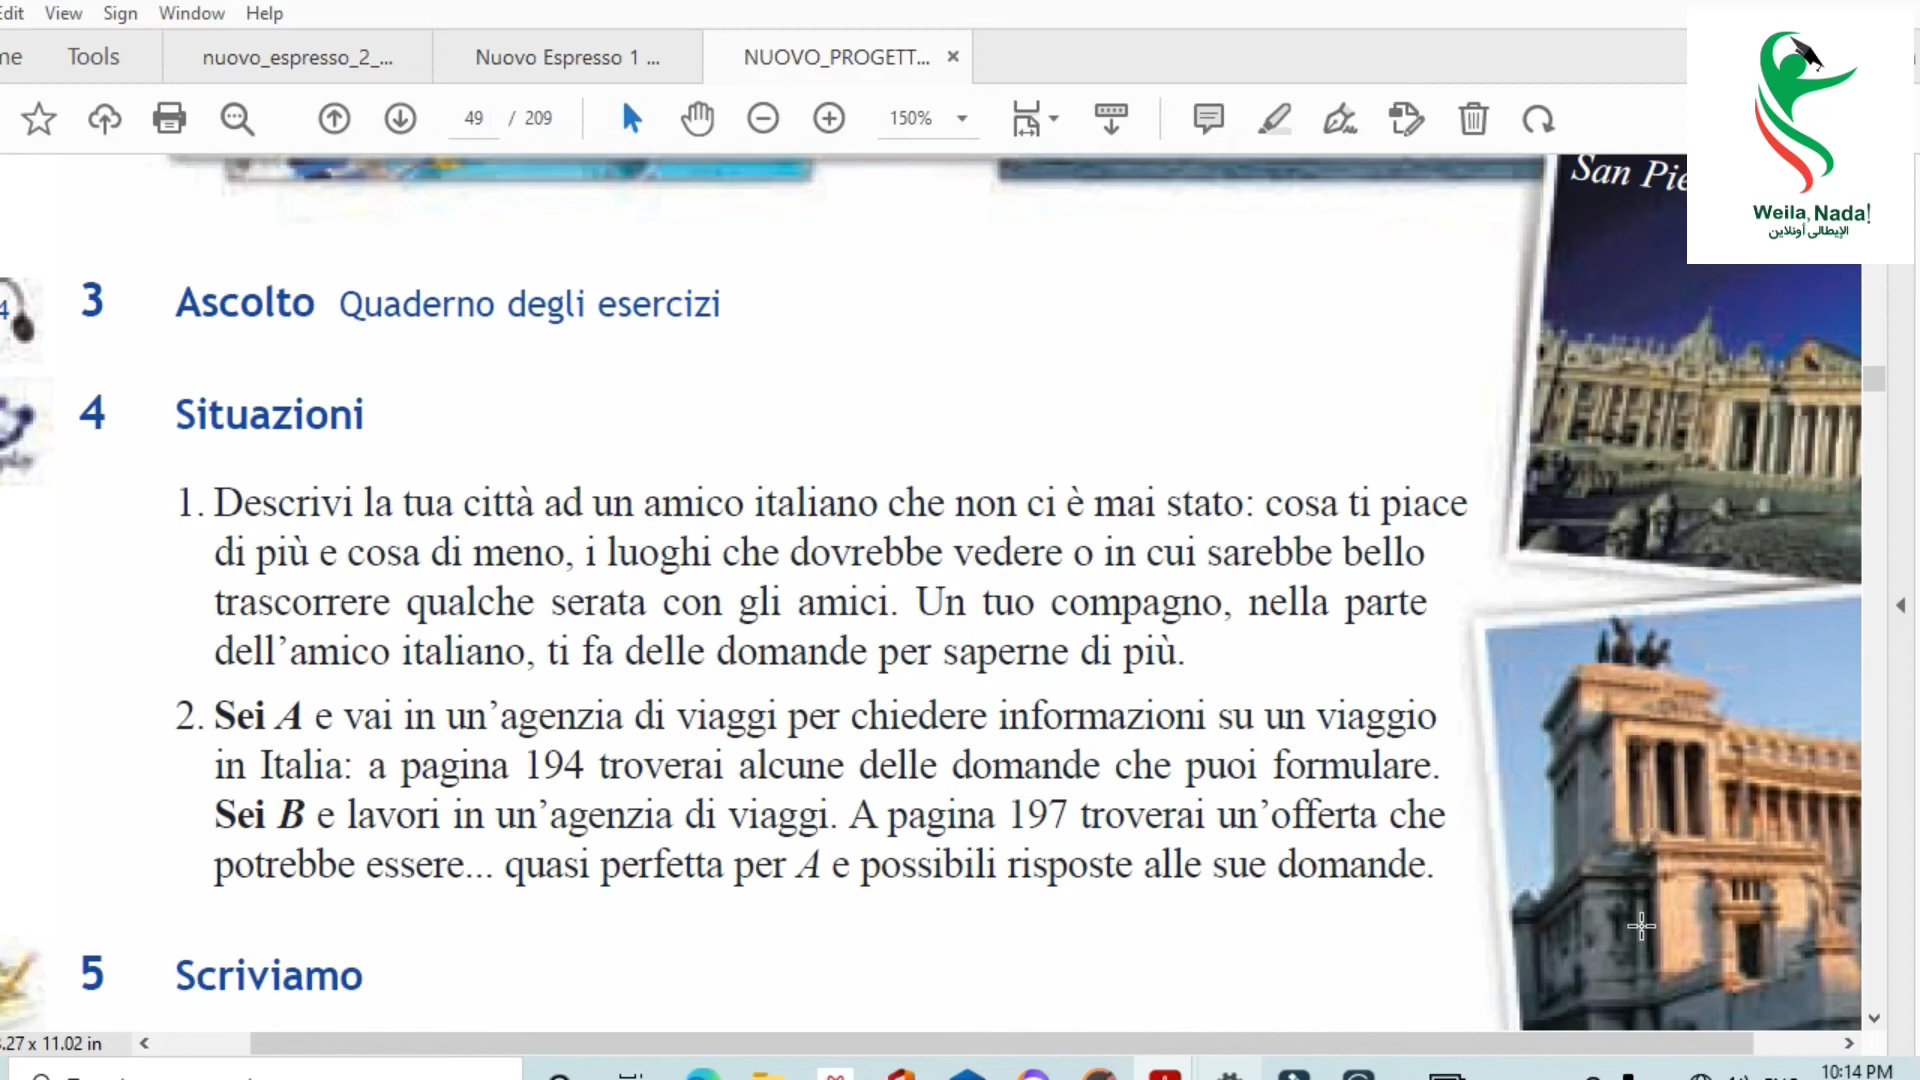 Edit View Sign Window Help
Tools nuovo_espresso_2_... Nuovo Espresso 1 ... NUOVO_PROGETT...
49 / 209 150%
San Pie
Weila, Nada!
الإيطالى أونلاين
3 Ascolto Quaderno degli esercizi
4 Situazioni
1. Descrivi la tua città ad un amico italiano che non ci è mai stato: cosa ti piace
di più e cosa di meno, i luoghi che dovrebbe vedere o in cui sarebbe bello
trascorrere qualche serata con gli amici. Un tuo compagno, nella parte
dell'amico italiano, ti fa delle domande per saperne di più.
2. Sei A e vai in un'agenzia di viaggi per chiedere informazioni su un viaggio
in Italia: a pagina 194 troverai alcune delle domande che puoi formulare.
Sei B e lavori in un'agenzia di viaggi. A pagina 197 troverai un'offerta che
potrebbe essere... quasi perfetta per A e possibili risposte alle sue domande.
5 Scriviamo
.27 x 11.02 in
10:14 PM